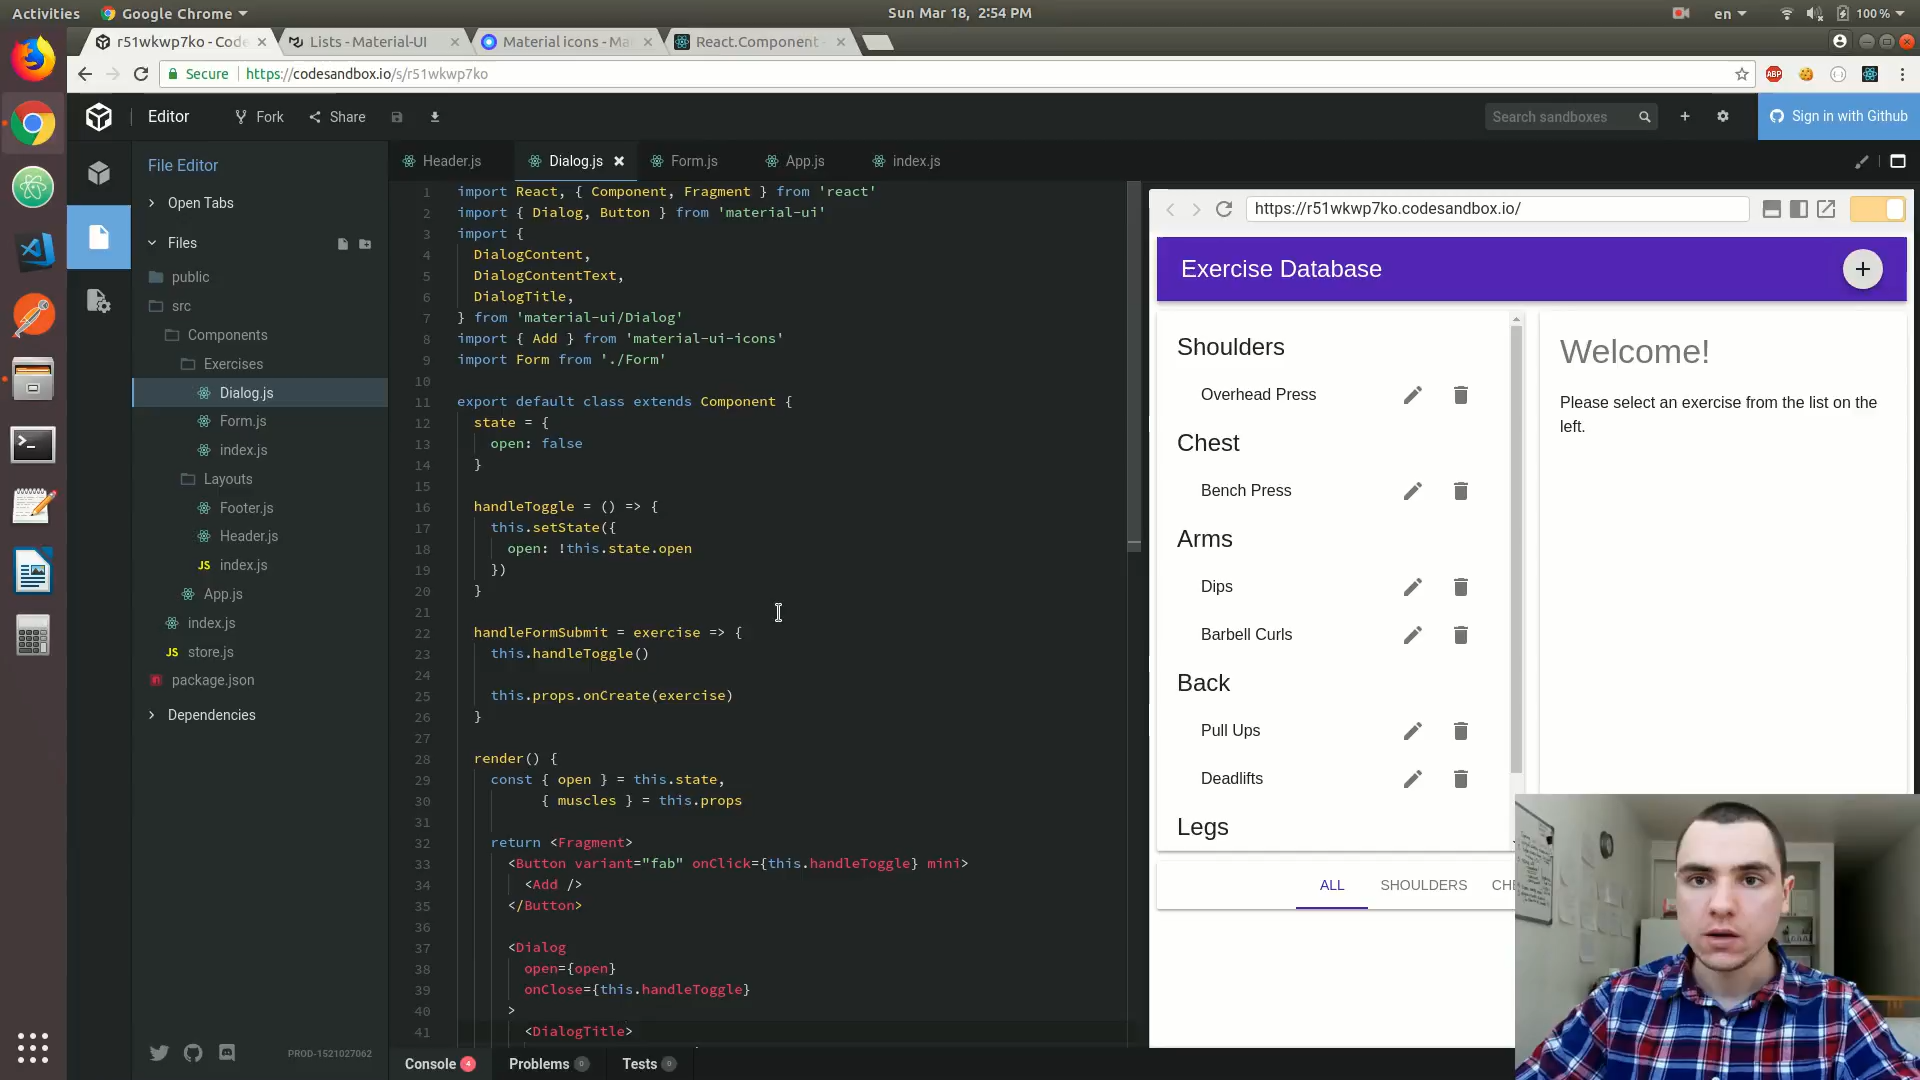 Activities
Google Chrome
Sun Mar 18, 2:54 PM
en
100 %
r51wkwp7ko - Code
Lists - Material-UI
Material icons - Ma
React.Component -
Secure
https://codesandbox.io/s/r51wkwp7ko
ABP
Editor
Fork
Share
Search sandboxes
Sign in with Github
File Editor
Open Tabs
Files
public
src
Components
Exercises
Dialog.js
Form.js
index.js
Layouts
Footer.js
Header.js
JS index.js
App.js
index.js
JS store.js
package.json
Dependencies
PROD-1521027062
Header.js
Dialog.js
Form.js
App.js
index.js
1 import React, { Component, Fragment } from 'react'
2 import { Dialog, Button } from 'material-ui'
3 import {
4 DialogContent,
5 DialogContentText,
6 DialogTitle,
7 } from 'material-ui/Dialog'
8 import { Add } from 'material-ui-icons'
9 import Form from './Form'
10
11 export default class extends Component {
12 state = {
13 open: false
14 }
15
16 handleToggle = () => {
17 this.setState({
18 open: !this.state.open
19 })
20 }
21
22 handleFormSubmit = exercise => {
23 this.handleToggle()
24
25 this.props.onCreate(exercise)
26 }
27
28 render() {
29 const { open } = this.state,
30 { muscles } = this.props
31
32 return <Fragment>
33 <Button variant="fab" onClick={this.handleToggle} mini>
34 <Add />
35 </Button>
36
37 <Dialog
38 open={open}
39 onClose={this.handleToggle}
40 >
41 <DialogTitle>
Console 4
Problems 0
Tests 0
https://r51wkwp7ko.codesandbox.io/
Exercise Database
Shoulders
Overhead Press
Chest
Bench Press
Arms
Dips
Barbell Curls
Back
Pull Ups
Deadlifts
Legs
Welcome!
Please select an exercise from the list on the
left.
ALL
SHOULDERS